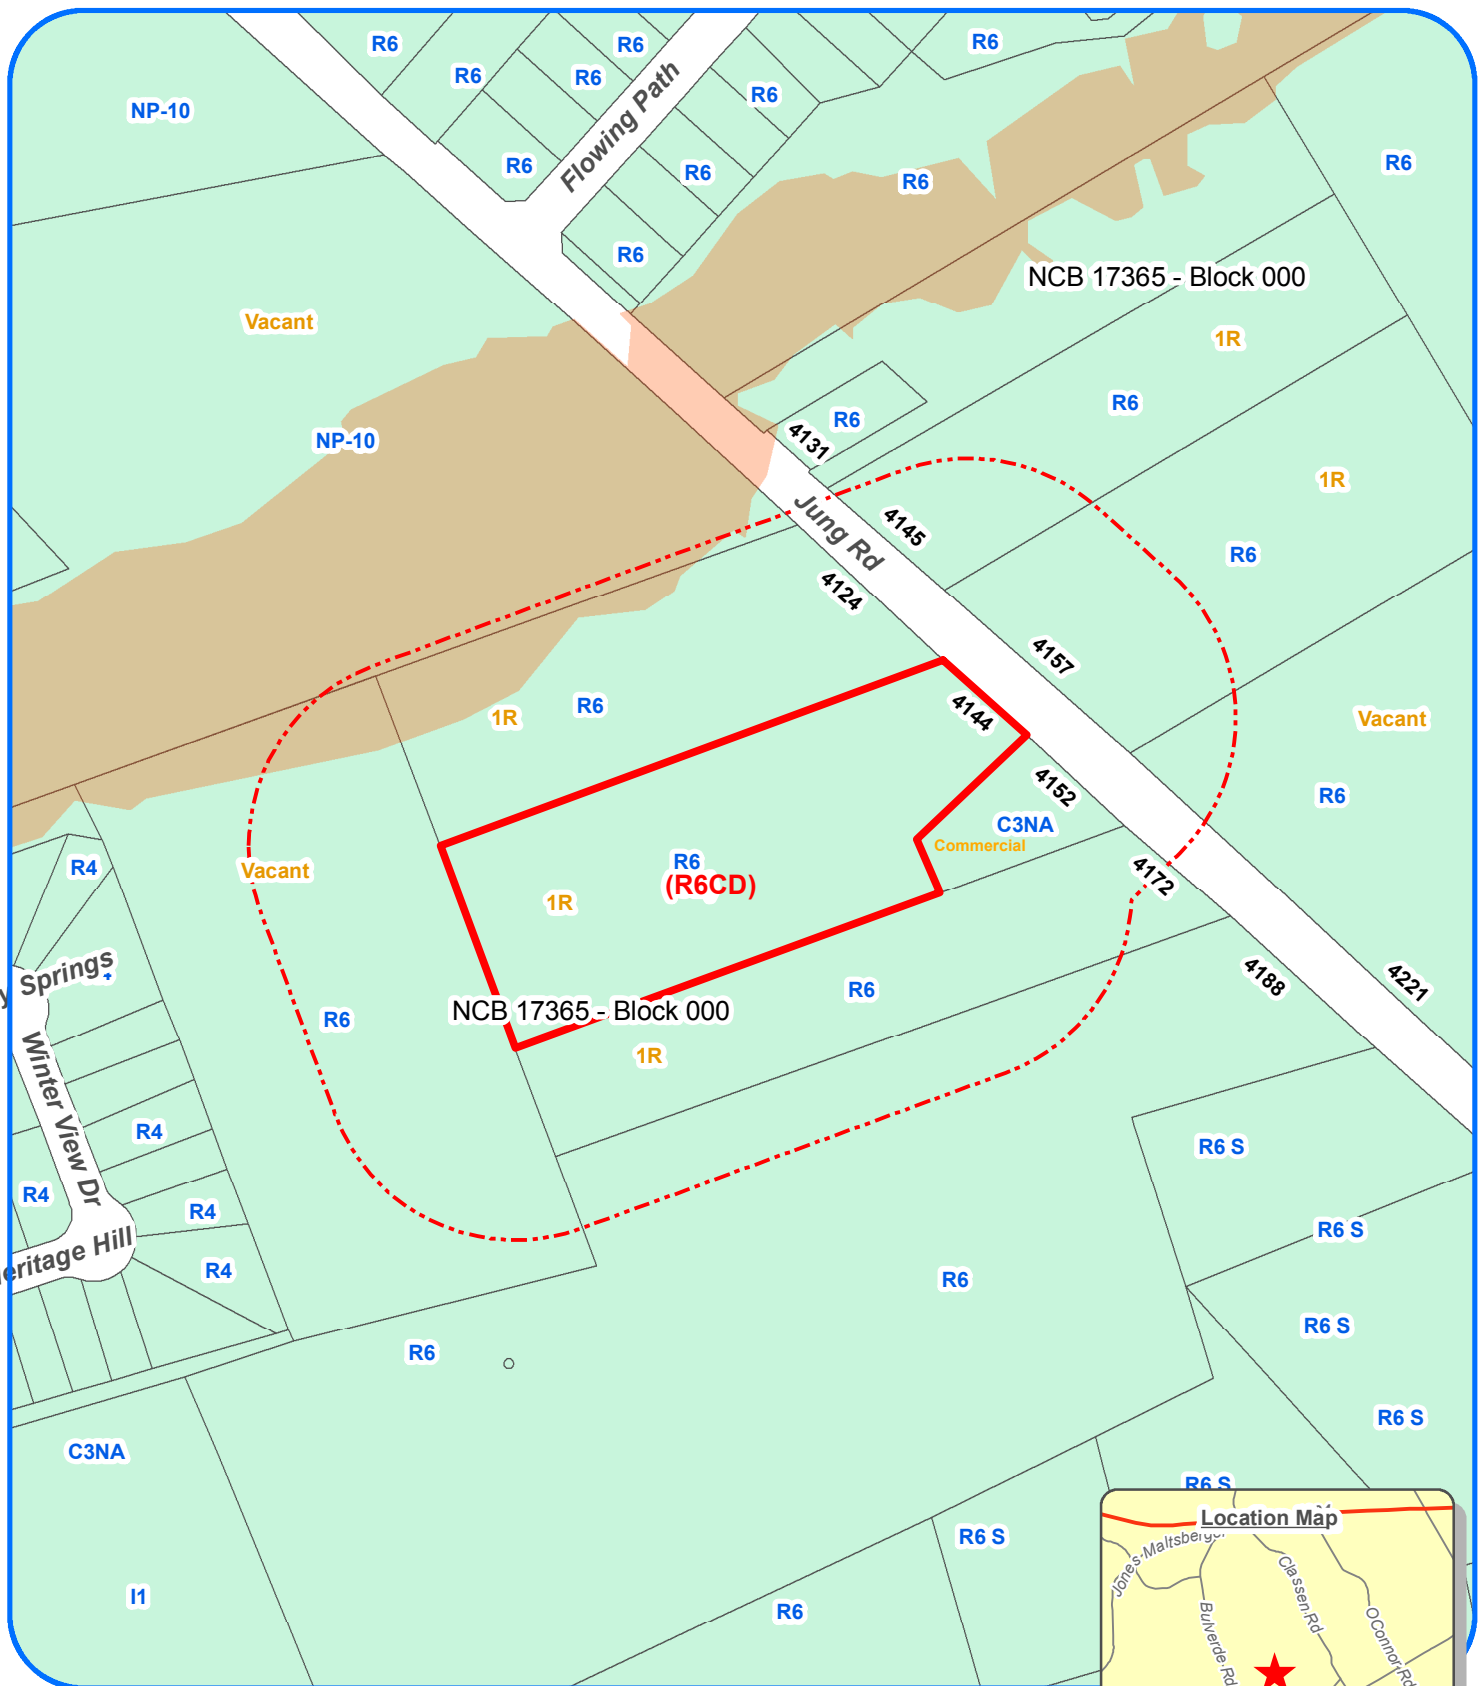 R6
R6
R6
R6
R6
R6
NP-10
Flowing Path
R6
R6
R6
R6
R6
R6
NCB 17365 - Block 000
Vacant
1R
R6
R6
NP-10
4131
1R
Jung Rd
4145
R6
4124
4157
R6
1R
4144
Vacant
4152
R6
C3NA
Commercial
R6
(R6CD)
R4
Vacant
4172
1R
Springs
4188
4221
R6
NCB 17365 - Block 000
R6
1R
Winter View Dr
R4
R6 S
R4
R4
R6 S
eritage Hill
R4
R6
R6 S
R6
R6 S
C3NA
R6 S
Location Map
R6 S
Jones-Maltsberger
Classen Rd
I1
R6
Bulverde Rd
OConnor Rd